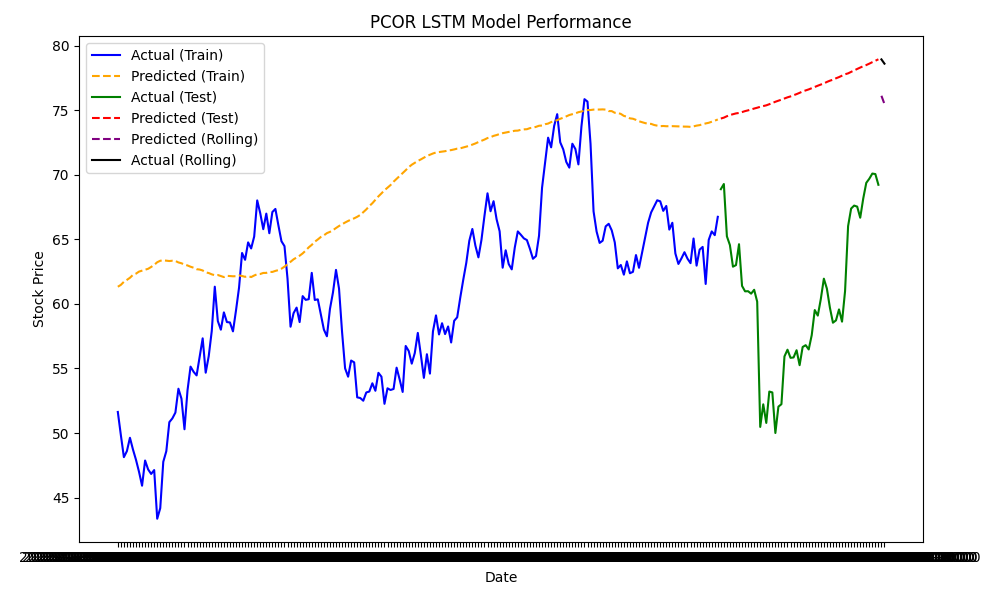 PCOR LSTM Model Performance
80
75
70
65
60
55
50
45
Stock Price
Actual (Train)
Predicted (Train)
Actual (Test)
Predicted (Test)
Predicted (Rolling)
Actual (Rolling)
Date